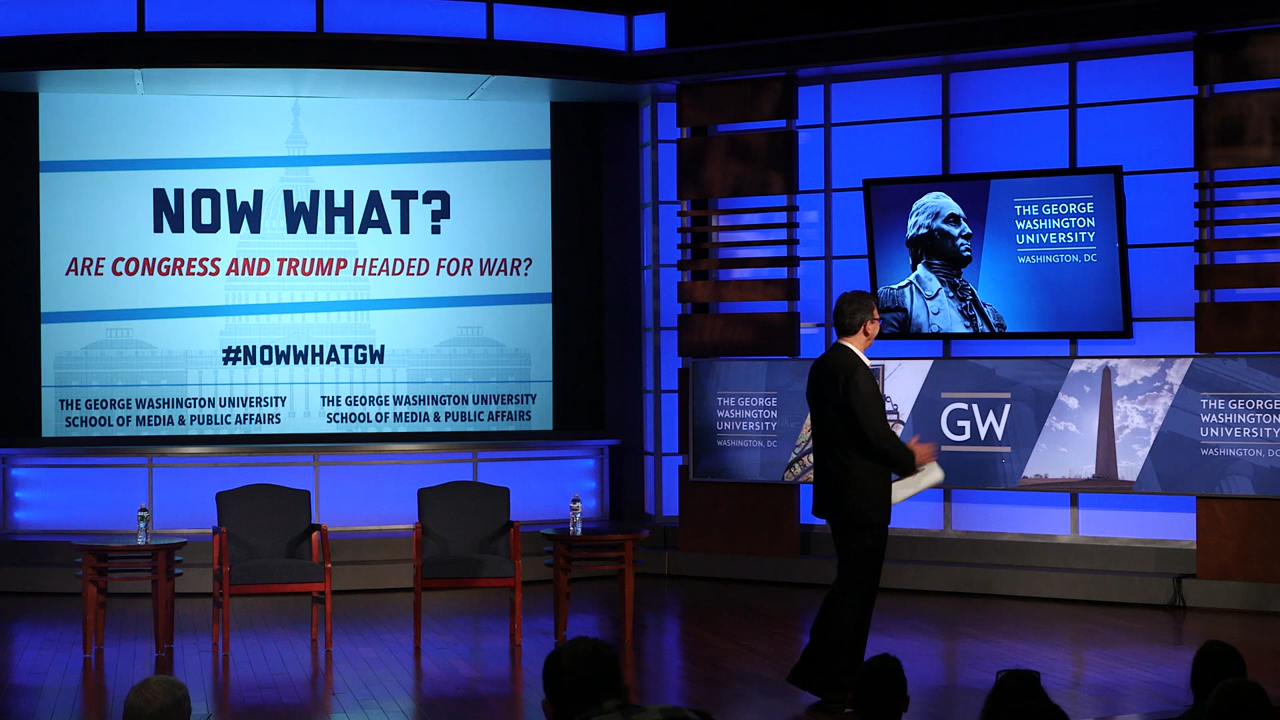 NOW WHAT?
ARE CONGRESS AND TRUMP HEADED FOR WAR?
#NOWWHATGW
THE GEORGE WASHINGTON UNIVERSITY
SCHOOL OF MEDIA & PUBLIC AFFAIRS
THE GEORGE WASHINGTON UNIVERSITY
SCHOOL OF MEDIA & PUBLIC AFFAIRS
THE GEORGE
WASHINGTON
UNIVERSITY
WASHINGTON, DC
THE GEORGE
WASHINGTON
UNIVERSITY
WASHINGTON, DC
GW
THE GEORGE
WASHINGTON
UNIVERSITY
WASHINGTON, DC